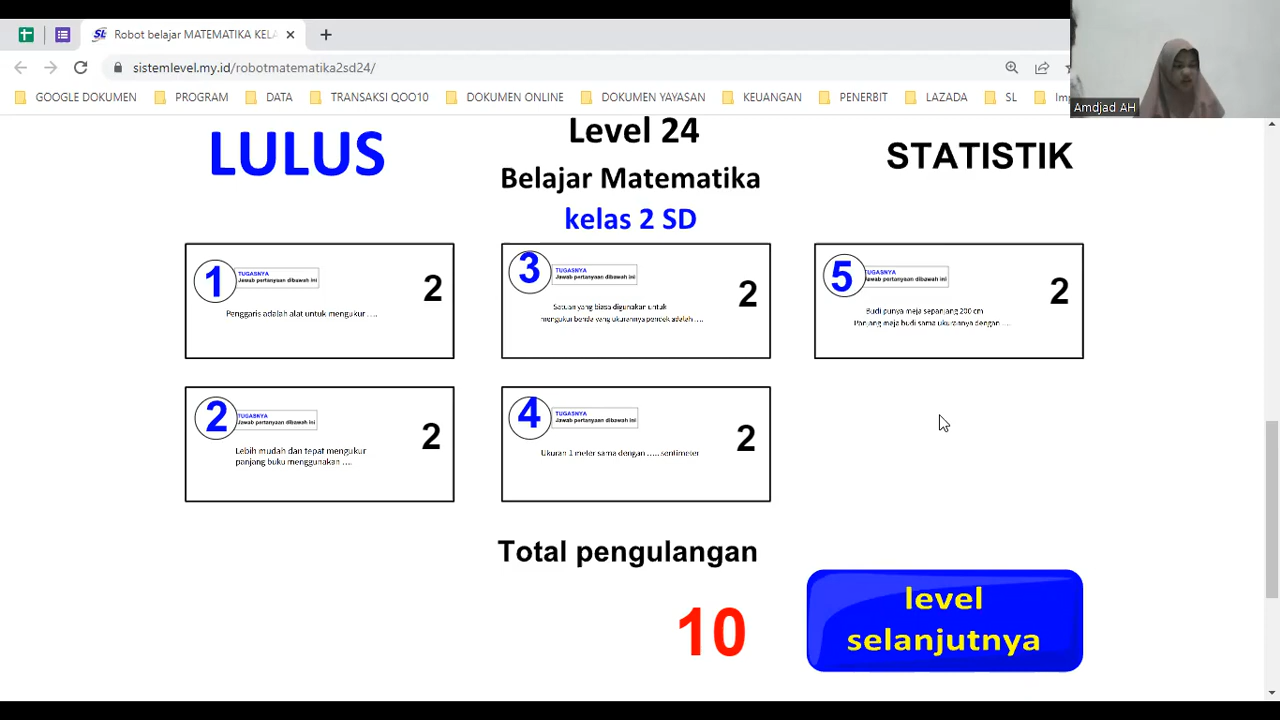 Robot belajar MATEMATIKA KELA
sistemlevel.my.id/robotmatematika2sd24/
GOOGLE DOKUMEN
PROGRAM
DATA
TRANSAKSI QOO10
DOKUMEN ONLINE
DOKUMEN YAYASAN
KEUANGAN
PENERBIT
LAZADA
SL
Amdjad AH
LULUS
Level 24
Belajar Matematika
kelas 2 SD
STATISTIK
1
TUGASNYA
Jawab pertanyaan dibawah ini
2
Penggaris adalah alat untuk mengukur ....
2
TUGASNYA
Jawab pertanyaan dibawah ini
2
Lebih mudah dan tepat mengukur
panjang buku menggunakan ....
3
TUGASNYA
Jawab pertanyaan dibawah ini
2
Satuan yang biasa digunakan untuk
mengukur benda yang ukurannya pendek adalah ....
4
TUGASNYA
Jawab pertanyaan dibawah ini
2
Ukuran 1 meter sama dengan ..... sentimeter
5
TUGASNYA
Jawab pertanyaan dibawah ini
2
Budi punya meja sepanjang 200 cm
Panjang meja budi sama ukurannya dengan ....
Total pengulangan
10
level
selanjutnya